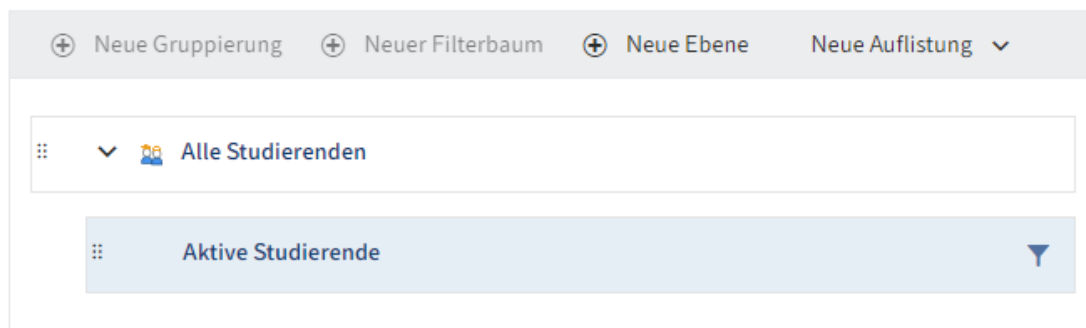 Neue Gruppierung Neuer Filterbaum Neue Ebene Neue Auflistung
Alle Studierenden
Aktive Studierende